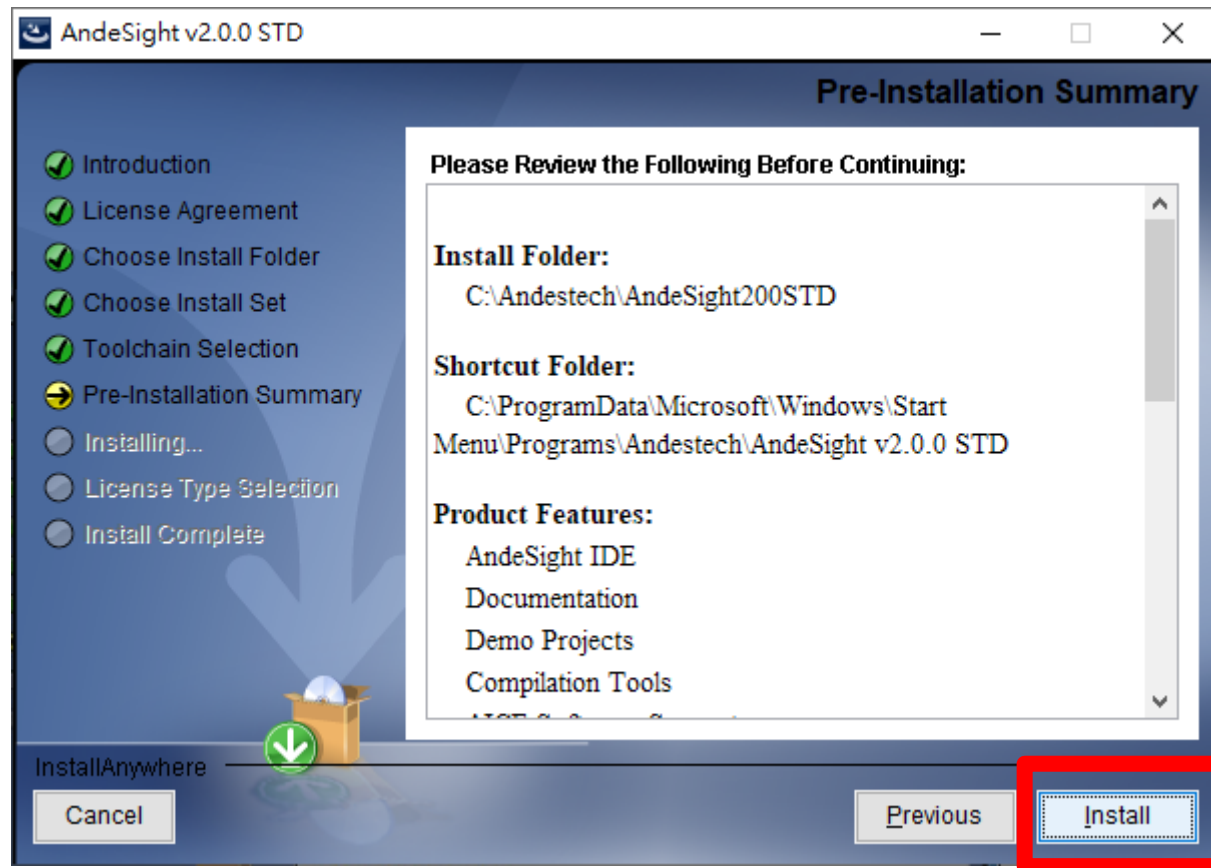 AndeSight v2.0.0 STD
Pre-Installation Summary
Introduction
License Agreement
Choose Install Folder
Choose Install Set
Toolchain Selection
Pre-Installation Summary
Installing...
License Type Selection
Install Complete
Please Review the Following Before Continuing:
Install Folder:
C:\Andestech\AndeSight200STD
Shortcut Folder:
C:\ProgramData\Microsoft\Windows\Start
Menu\Programs\Andestech\AndeSight v2.0.0 STD
Product Features:
AndeSight IDE
Documentation
Demo Projects
Compilation Tools
InstallAnywhere
Cancel
Previous
Install